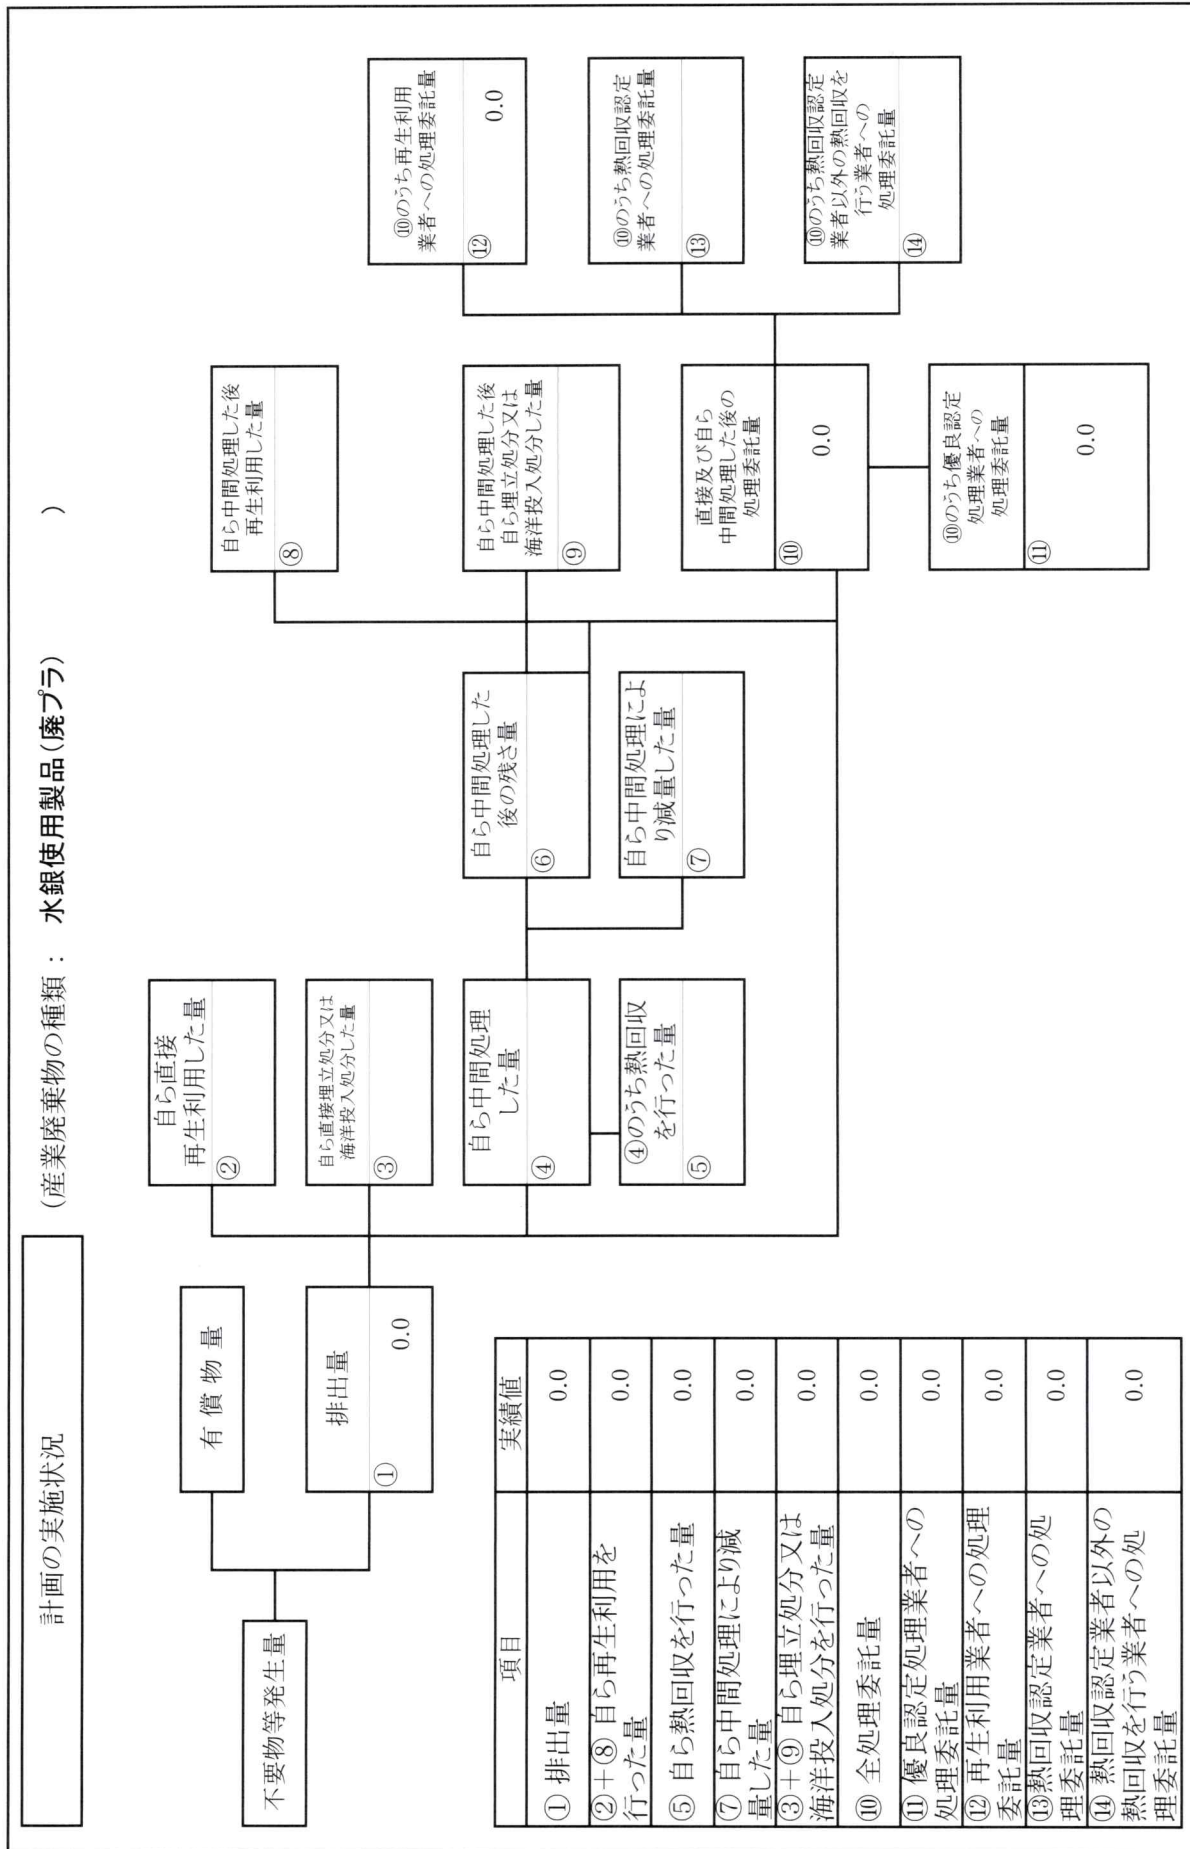 計画の実施状況
(産業廃棄物の種類： 水銀使用製品(廃プラ) )
不要物等発生量
有償物量
排出量
① 0.0
自ら直接
再生利用した量
②
自ら直接埋立処分又は
海洋投入処分した量
③
自ら中間処理
した量
④
④のうち熱回収
を行った量
⑤
自ら中間処理した
後の残さ量
⑥
自ら中間処理によ
り減量した量
⑦
自ら中間処理した後
再生利用した量
⑧
自ら中間処理した後
自ら埋立処分又は
海洋投入処分した量
⑨
直接及び自ら
中間処理した後の
処理委託量
⑩ 0.0
⑩のうち優良認定
処理業者への
処理委託量
⑪ 0.0
⑩のうち再生利用
業者への処理委託量
⑫ 0.0
⑩のうち熱回収認定
業者への処理委託量
⑬
⑩のうち熱回収認定
業者以外の熱回収を
行う業者への
処理委託量
⑭
項目 実績値
① 排出量 0.0
②＋⑧ 自ら再生利用を
行った量 0.0
⑤ 自ら熱回収を行った量 0.0
⑦ 自ら中間処理により減
量した量 0.0
③＋⑨ 自ら埋立処分又は
海洋投入処分を行った量 0.0
⑩ 全処理委託量 0.0
⑪ 優良認定処理業者への
処理委託量 0.0
⑫ 再生利用業者への処理
委託量 0.0
⑬熱回収認定業者への処
理委託量 0.0
⑭ 熱回収認定業者以外の
熱回収を行う業者への処
理委託量 0.0